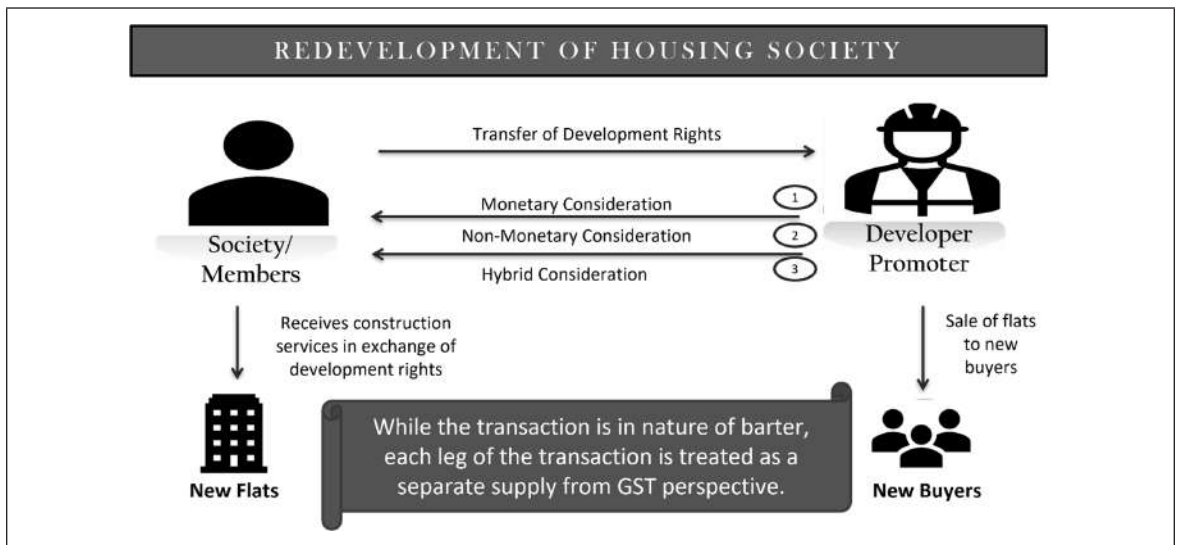 REDEVELOPMENT OF HOUSING SOCIETY
Transfer of Development Rights
1
Monetary Consideration
Non-Monetary Consideration
2
Hybrid Consideration
3
Society/
Members
Developer
Promoter
Receives construction
services in exchange of
development rights
Sale of flats
to new
buyers
While the transaction is in nature of barter,
each leg of the transaction is treated as a
separate supply from GST perspective.
New Flats
New Buyers